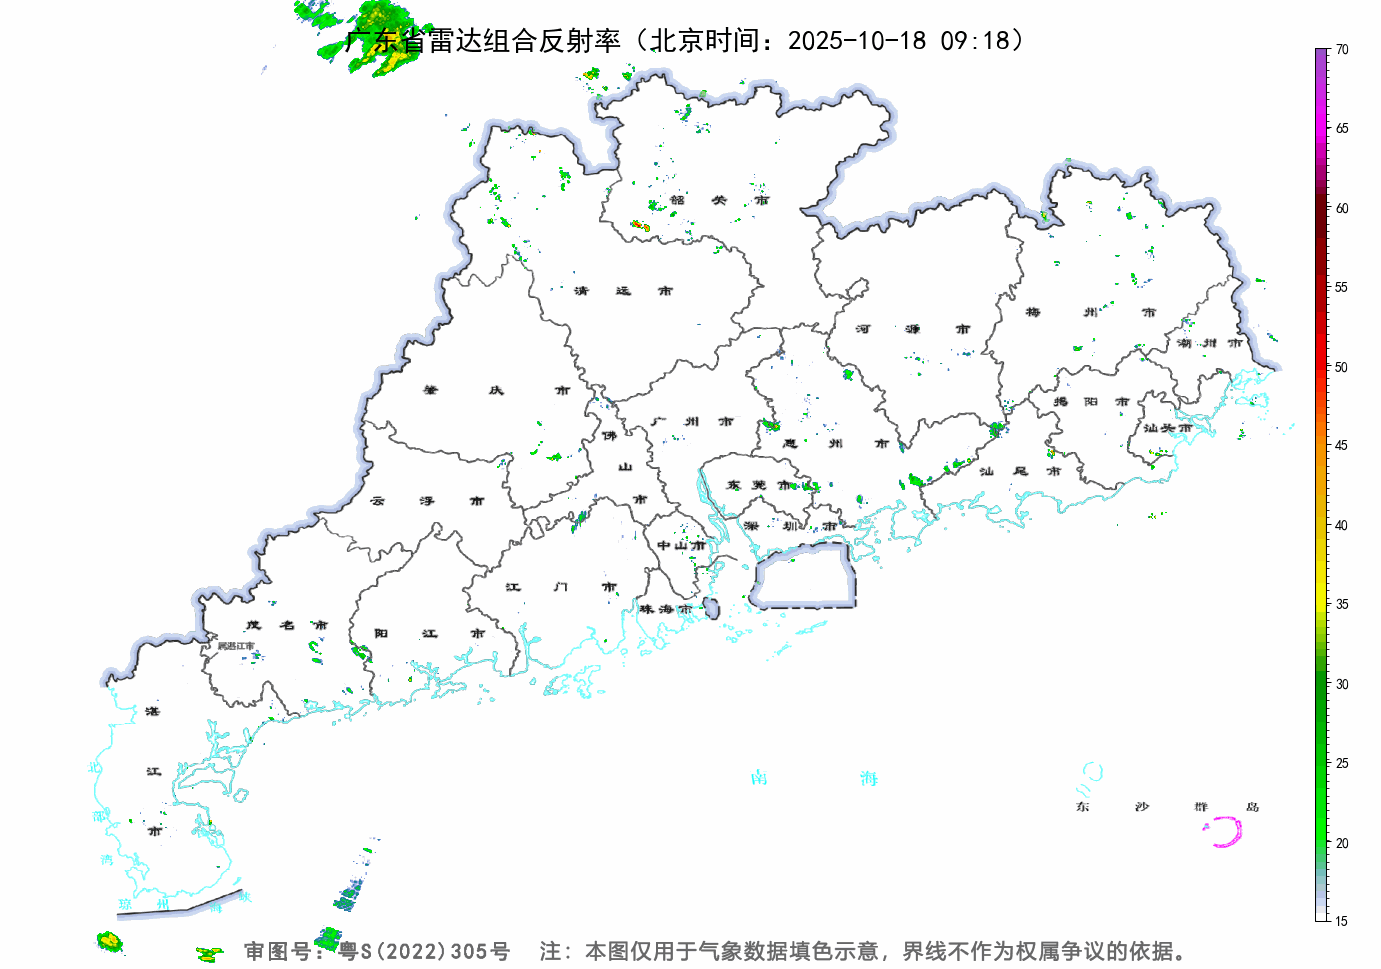 广东省雷达组合反射率（北京时间：2025-10-18 09:18）
70
65
60
55
50
45
40
35
30
25
20
15
韶 关 市
清 远 市
河 源 市
梅 州 市
潮 州 市
肇 庆 市
揭 阳 市
汕头市
佛 山 市
广 州 市
惠 州 市
汕 尾 市
云 浮 市
东 莞 市
深 圳 市
中山市
江 门 市
珠海市
茂 名 市
属湛江市
阳 江 市
湛 江 市
北 部 湾
南 海
东 沙 群 岛
琼 州 海 峡
审图号：粤S(2022)305号 注：本图仅用于气象数据填色示意，界线不作为权属争议的依据。